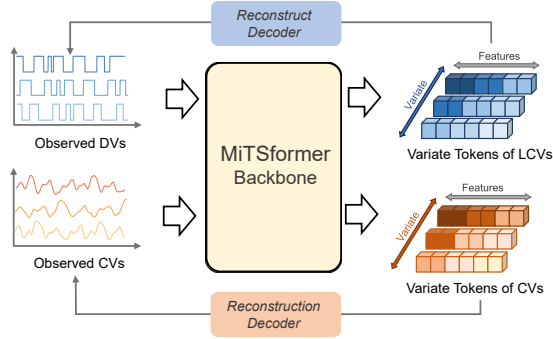 Reconstruct
Decoder
Features
Variate
Observed DVs
Variate Tokens of LCVs
MiTSformer
Backbone
Features
Variate
Observed CVs
Variate Tokens of CVs
Reconstruction
Decoder